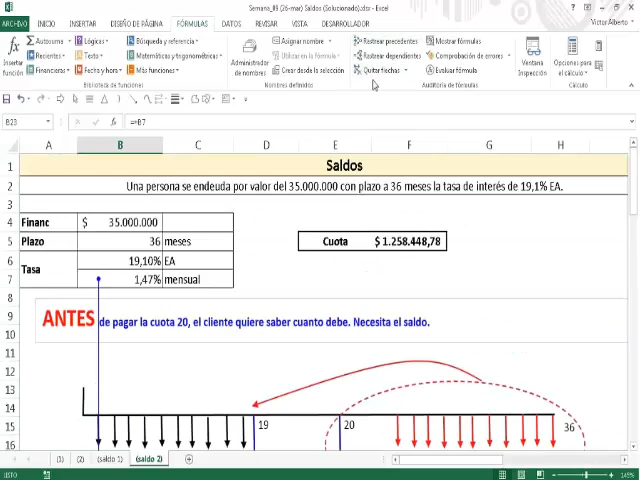 Semana_#9 (26-mar) Saldos (Solucionado).xlsx - Excel
ARCHIVO INICIO INSERTAR DISEÑO DE PÁGINA FÓRMULAS DATOS REVISAR VISTA DESARROLLADOR Victor Alberto
Autosuma Lógicas Búsqueda y referencia Asignar nombre Rastrear precedentes Mostrar fórmulas
Recientes Texto Matemáticas y trigonométricas Utilizar en la fórmula Rastrear dependientes Comprobación de errores
Financieras Fecha y hora Más funciones Crear desde la selección Quitar flechas Evaluar fórmula
Insertar función
Administrador de nombres
Ventana Inspección
Opciones para el cálculo
Biblioteca de funciones Nombres definidos Auditoría de fórmulas Cálculo
B23 fx =+B7
A B C D E F G H
1 Saldos
2 Una persona se endeuda por valor del 35.000.000 con plazo a 36 meses la tasa de interés de 19,1% EA.
3
4 Financ $ 35.000.000
5 Plazo 36 meses Cuota $ 1.258.448,78
6 Tasa 19,10% EA
7 1,47% mensual
8
9 ANTES de pagar la cuota 20, el cliente quiere saber cuanto debe. Necesita el saldo.
10
11
12
13
14
15 19 20 36
16
(1) (2) (saldo 1) (saldo 2)
LISTO 145%